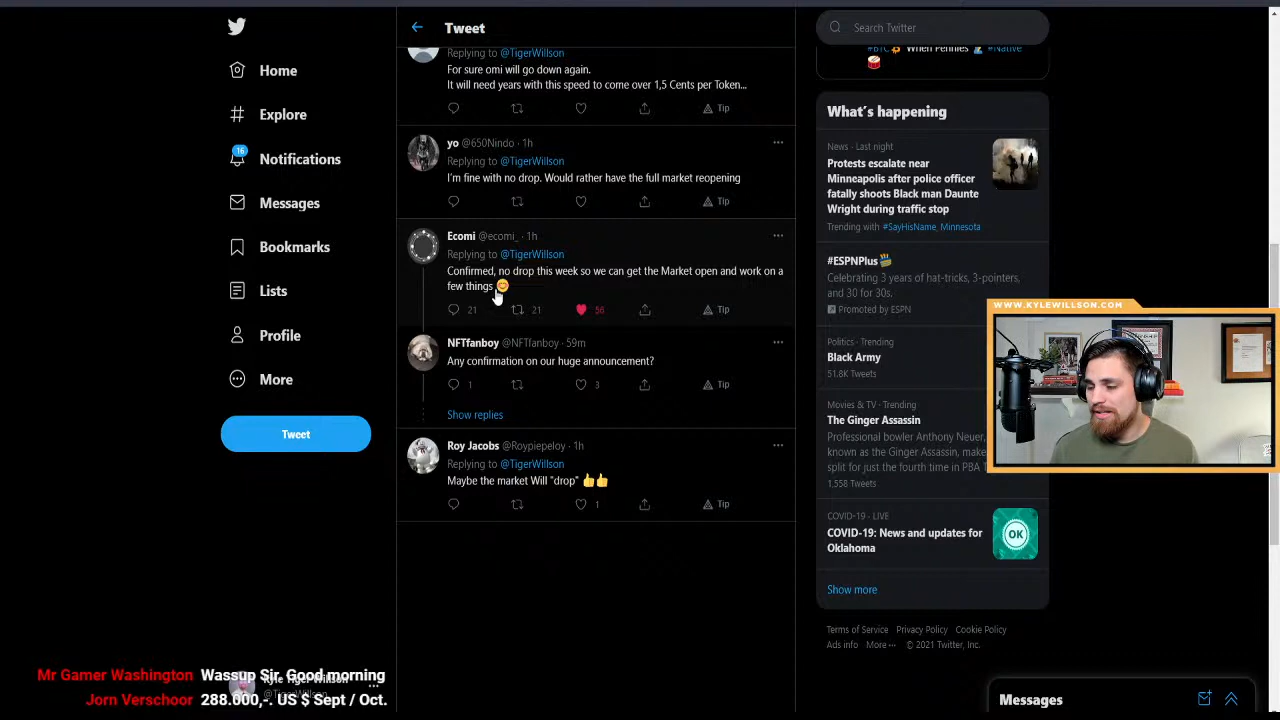 Home
Explore
16
Notifications
Messages
Bookmarks
Lists
Profile
More
Tweet
Tweet
Replying to @TigerWillson
For sure omi will go down again.
It will need years with this speed to come over 1,5 Cents per Token...
Tip
yo @650Nindo · 1h
Replying to @TigerWillson
I'm fine with no drop. Would rather have the full market reopening
Tip
Ecomi @ecomi_ · 1h
Replying to @TigerWillson
Confirmed, no drop this week so we can get the Market open and work on a
few things 😊
21 21 56 Tip
NFTfanboy @NFTfanboy · 59m
Any confirmation on our huge announcement?
1 3 Tip
Show replies
Roy Jacobs @Roypiepeloy · 1h
Replying to @TigerWillson
Maybe the market Will "drop" 👍👍
1 Tip
Search Twitter
#BTC When Pennies #Native
What's happening
News · Last night
Protests escalate near
Minneapolis after police officer
fatally shoots Black man Daunte
Wright during traffic stop
Trending with #SayHisName, Minnesota
#ESPNPlus
Celebrating 3 years of hat-tricks, 3-pointers,
and 30 for 30s.
Promoted by ESPN
Politics · Trending
Black Army
51.8K Tweets
Movies & TV · Trending
The Ginger Assassin
Professional bowler Anthony Neuer,
known as the Ginger Assassin, make
split for just the fourth time in PBA T
1,558 Tweets
COVID-19 · LIVE
COVID-19: News and updates for
Oklahoma
OK
Show more
Terms of Service Privacy Policy Cookie Policy
Ads info More ··· © 2021 Twitter, Inc.
WWW.KYLEWILLSON.COM
Mr Gamer Washington Wassup Sir. Good morning
Jorn Verschoor 288.000,-. US $ Sept / Oct.
Kyle Tiger Willson
@TigerWillson
Messages